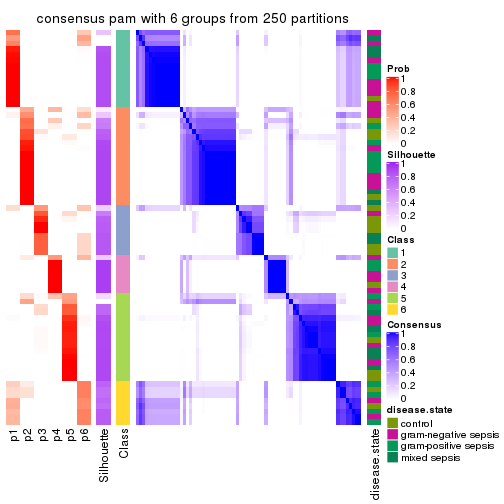 consensus pam with 6 groups from 250 partitions
Prob
1
0.8
0.6
0.4
0.2
0
Silhouette
1
0.8
0.6
0.4
0.2
0
Class
1
2
3
4
5
6
Consensus
1
0.8
0.6
0.4
0.2
0
disease.state
control
gram-negative sepsis
gram-positive sepsis
mixed sepsis
p1
p2
p3
p4
p5
p6
Silhouette
Class
disease.state